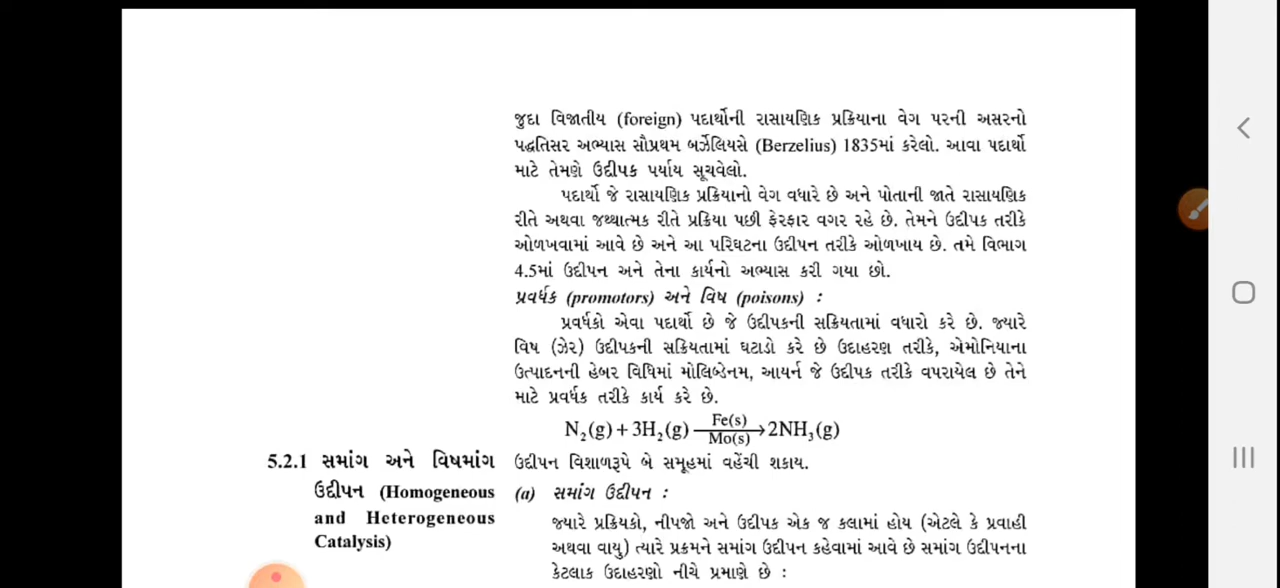 જુદા વિજાતીય (foreign) પદાર્થોની રાસાયણિક પ્રક્રિયાના વેગ પરની અસરનો
પદ્ધતિસર અભ્યાસ સૌપ્રથમ બર્ઝેલિયસે (Berzelius) 1835માં કરેલો. આવા પદાર્થો
માટે તેમણે ઉદ્દીપક પર્યાય સૂચવેલો.
પદાર્થો જે રાસાયણિક પ્રક્રિયાનો વેગ વધારે છે અને પોતાની જાતે રાસાયણિક
રીતે અથવા જથ્થાત્મક રીતે પ્રક્રિયા પછી ફેરફાર વગર રહે છે. તેમને ઉદ્દીપક તરીકે
ઓળખવામાં આવે છે અને આ પરિઘટના ઉદ્દીપન તરીકે ઓળખાય છે. તમે વિભાગ
4.5માં ઉદ્દીપન અને તેના કાર્યનો અભ્યાસ કરી ગયા છો.
પ્રવર્ધક (promotors) અને વિષ (poisons) :
પ્રવર્ધકો એવા પદાર્થો છે જે ઉદ્દીપકની સક્રિયતામાં વધારો કરે છે. જ્યારે
વિષ (ઝેર) ઉદ્દીપકની સક્રિયતામાં ઘટાડો કરે છે ઉદાહરણ તરીકે, એમોનિયાના
ઉત્પાદનની હેબર વિધિમાં મોલિબ્ડેનમ, આયર્ન જે ઉદ્દીપક તરીકે વપરાયેલ છે તેને
માટે પ્રવર્ધક તરીકે કાર્ય કરે છે.
N₂(g) + 3H₂(g) Fe(s) Mo(s) → 2NH₃(g)
5.2.1 સમાંગ અને વિષમાંગ
ઉદ્દીપન (Homogeneous
and Heterogeneous
Catalysis)
ઉદ્દીપન વિશાળરૂપે બે સમૂહમાં વહેંચી શકાય.
(a) સમાંગ ઉદ્દીપન :
જ્યારે પ્રક્રિયકો, નીપજો અને ઉદ્દીપક એક જ કલામાં હોય (એટલે કે પ્રવાહી
અથવા વાયુ) ત્યારે પ્રક્રમને સમાંગ ઉદ્દીપન કહેવામાં આવે છે સમાંગ ઉદ્દીપનના
કેટલાક ઉદાહરણો નીચે પ્રમાણે છે :